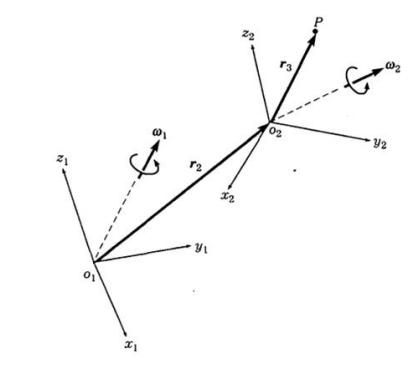 P
z₂
r₃
ω₂
o₂
y₂
ω₁
r₂
z₁
x₂
y₁
o₁
x₁